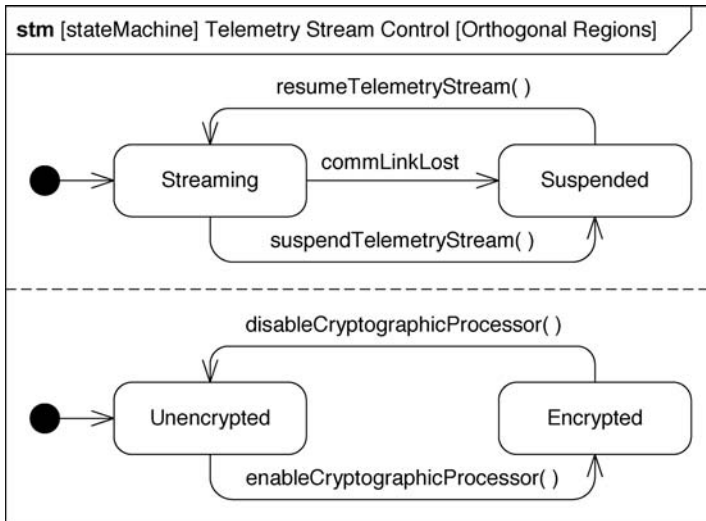 stm [stateMachine] Telemetry Stream Control [Orthogonal Regions]
resumeTelemetryStream( )
Streaming
commLinkLost
Suspended
suspendTelemetryStream( )
disableCryptographicProcessor( )
Unencrypted
Encrypted
enableCryptographicProcessor( )